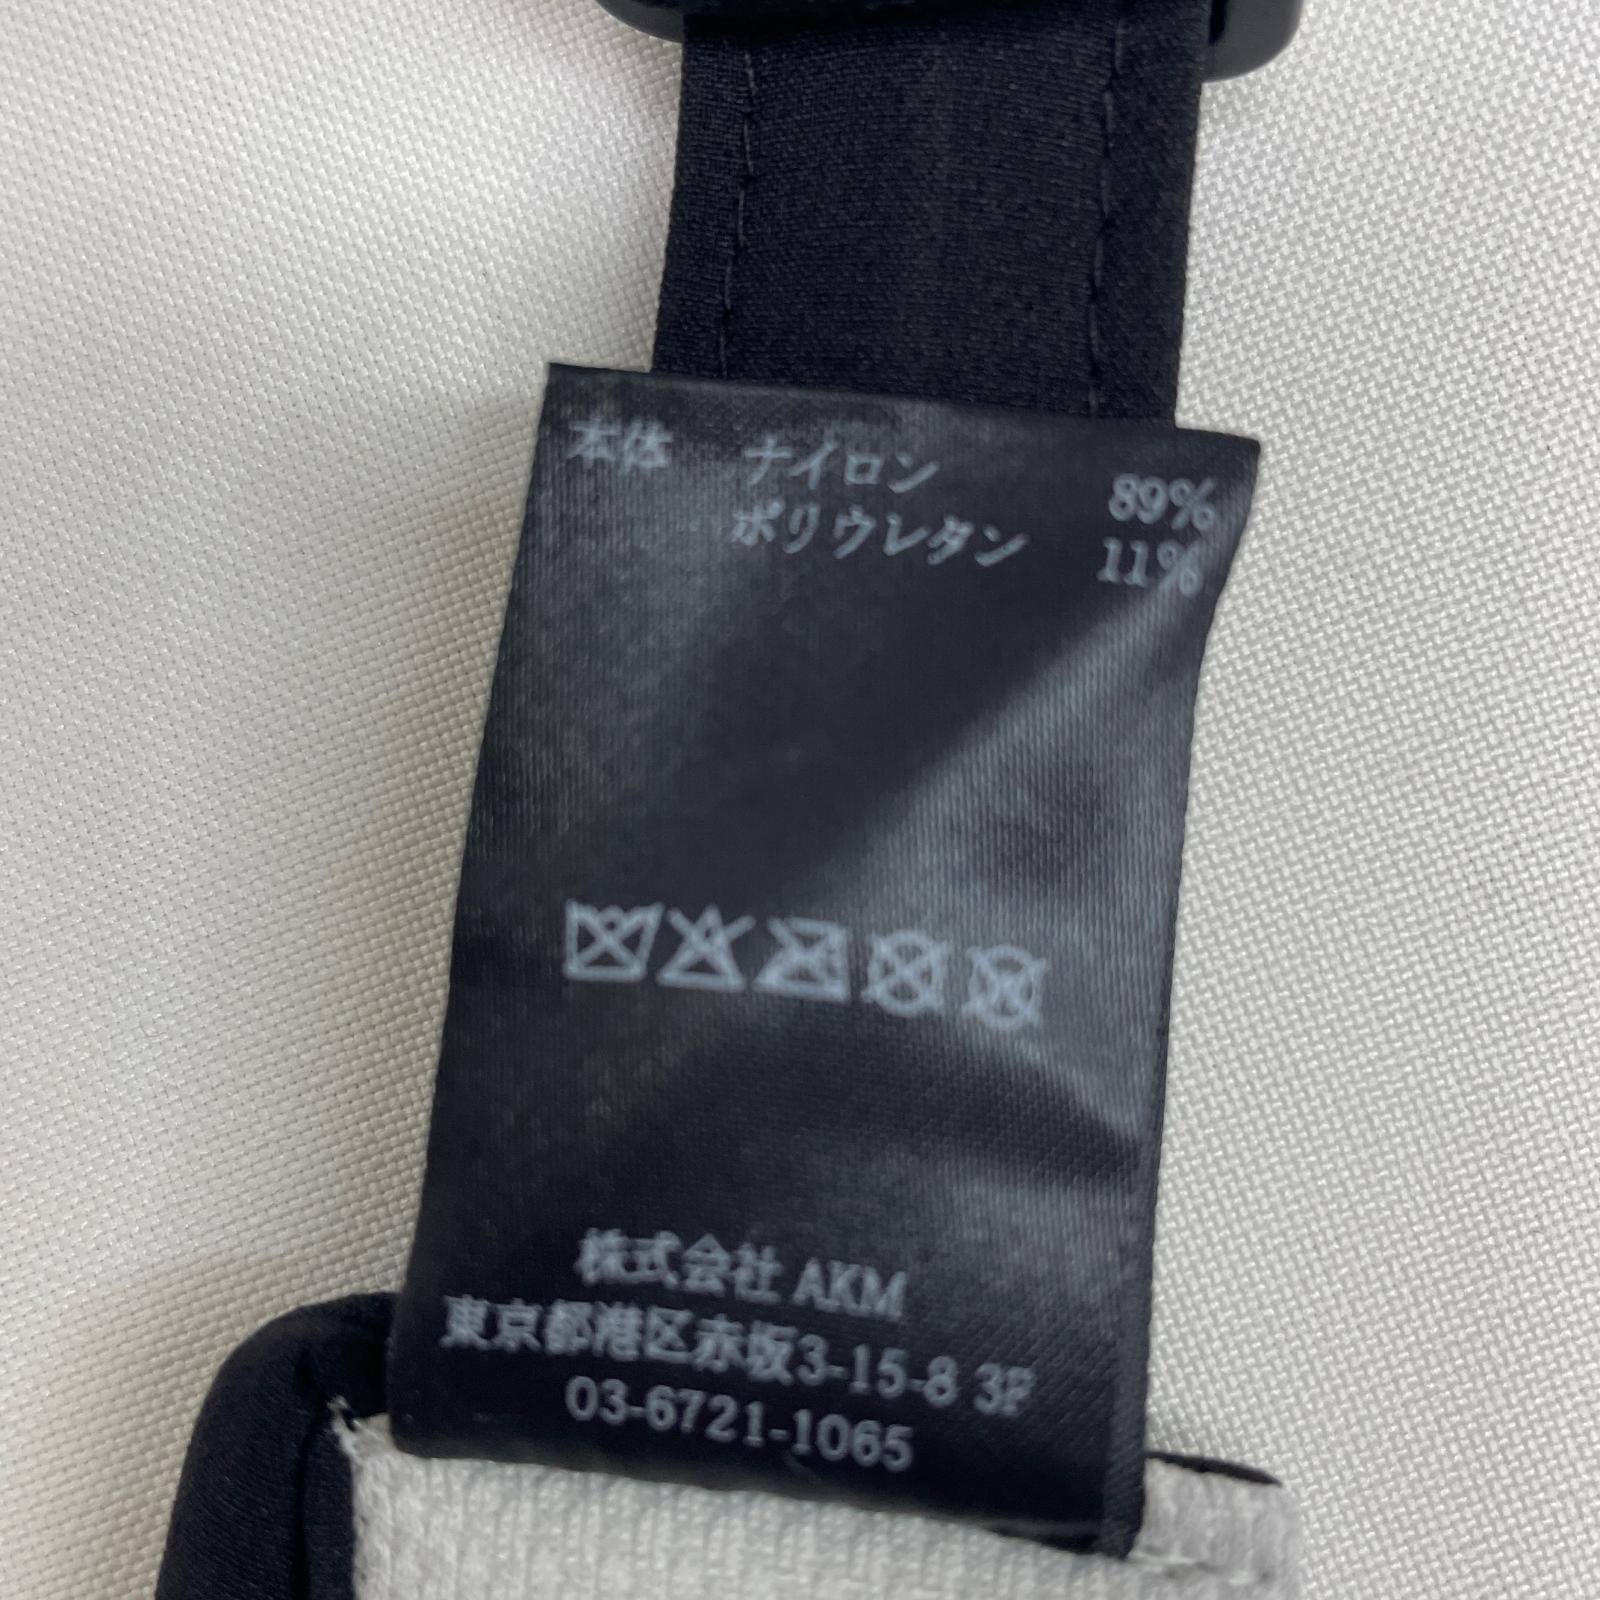 本体 ナイロン 89%
ポリウレタン 11%
株式会社 AKM
東京都港区赤坂3-15-8 3F
03-6721-1065